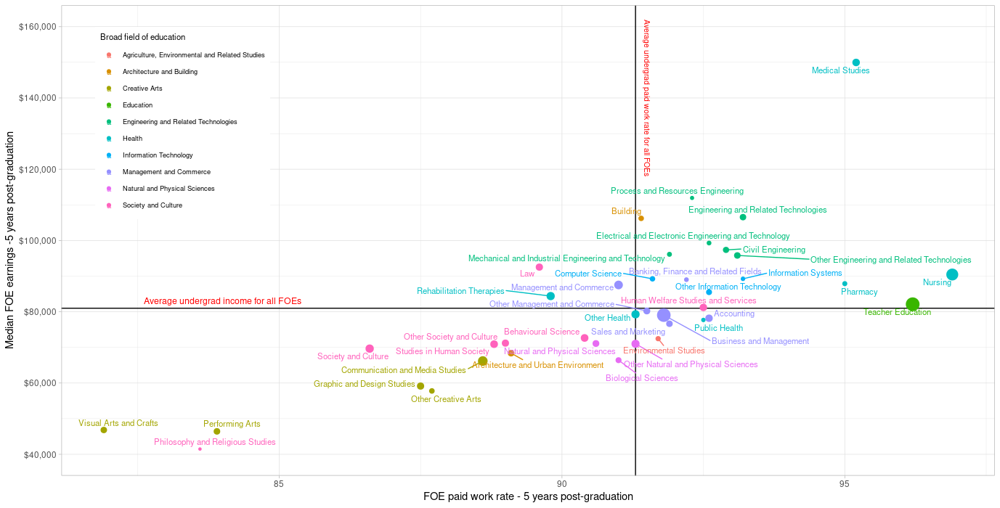 $160,000
$140,000
$120,000
$100,000
$80,000
$60,000
$40,000
Median FOE earnings -5 years post-graduation
Broad field of education
Agriculture, Environmental and Related Studies
Architecture and Building
Creative Arts
Education
Engineering and Related Technologies
Health
Information Technology
Management and Commerce
Natural and Physical Sciences
Society and Culture
Average undergrad paid work rate for all FOEs
Medical Studies
Process and Resources Engineering
Building
Engineering and Related Technologies
Electrical and Electronic Engineering and Technology
Civil Engineering
Mechanical and Industrial Engineering and Technology
Other Engineering and Related Technologies
Law
Computer Science
Banking, Finance and Related Fields
Information Systems
Nursing
Rehabilitation Therapies
Management and Commerce
Other Information Technology
Pharmacy
Average undergrad income for all FOEs
Other Management and Commerce
Human Welfare Studies and Services
Teacher Education
Other Health
Accounting
Public Health
Behavioural Science
Sales and Marketing
Other Society and Culture
Business and Management
Society and Culture
Studies in Human Society
Natural and Physical Sciences
Environmental Studies
Communication and Media Studies
Architecture and Urban Environment
Other Natural and Physical Sciences
Biological Sciences
Graphic and Design Studies
Other Creative Arts
Visual Arts and Crafts
Performing Arts
Philosophy and Religious Studies
85
90
95
FOE paid work rate - 5 years post-graduation